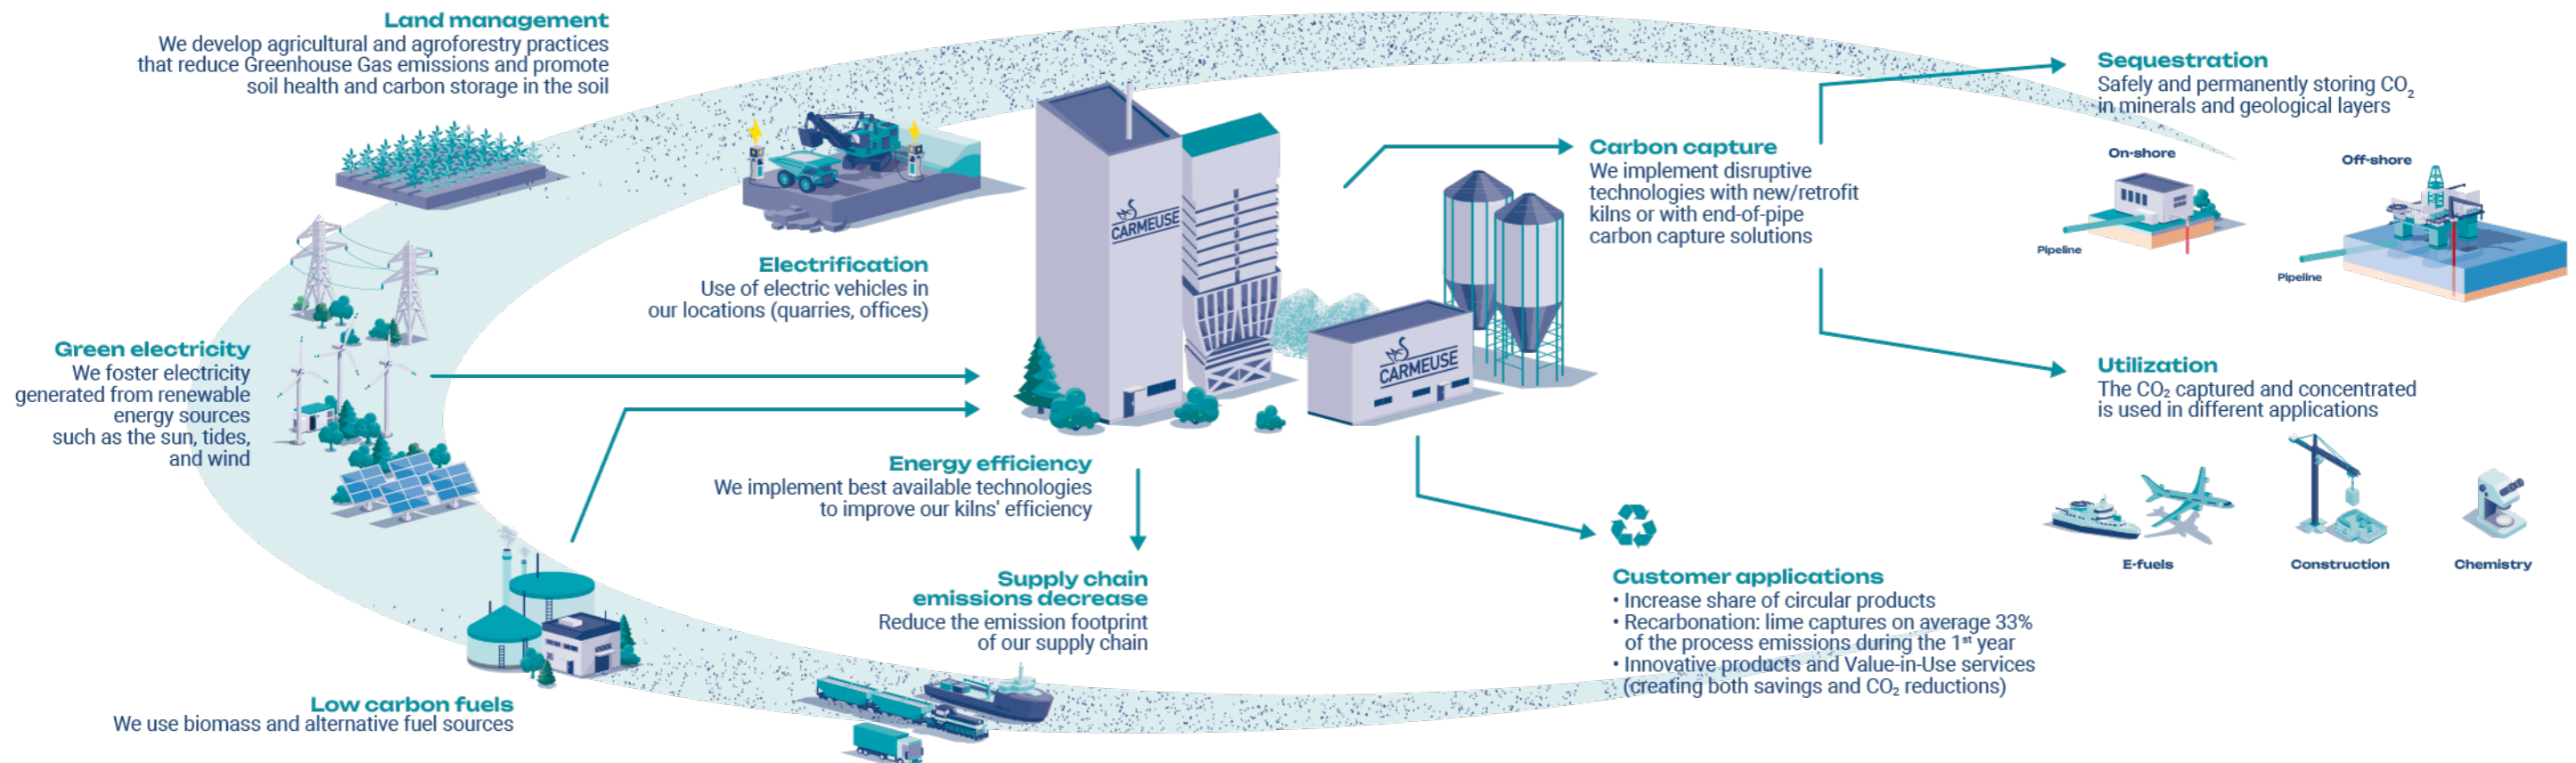 Land management
We develop agricultural and agroforestry practices
that reduce Greenhouse Gas emissions and promote
soil health and carbon storage in the soil
Green electricity
We foster electricity
generated from renewable
energy sources
such as the sun, tides,
and wind
Low carbon fuels
We use biomass and alternative fuel sources
Electrification
Use of electric vehicles in
our locations (quarries, offices)
CARMEUSE
CARMEUSE
Energy efficiency
We implement best available technologies
to improve our kilns' efficiency
Supply chain
emissions decrease
Reduce the emission footprint
of our supply chain
Carbon capture
We implement disruptive
technologies with new/retrofit
kilns or with end-of-pipe
carbon capture solutions
Customer applications
• Increase share of circular products
• Recarbonation: lime captures on average 33%
of the process emissions during the 1st year
• Innovative products and Value-in-Use services
(creating both savings and CO₂ reductions)
Sequestration
Safely and permanently storing CO₂
in minerals and geological layers
On-shore
Pipeline
Off-shore
Pipeline
Utilization
The CO₂ captured and concentrated
is used in different applications
E-fuels
Construction
Chemistry